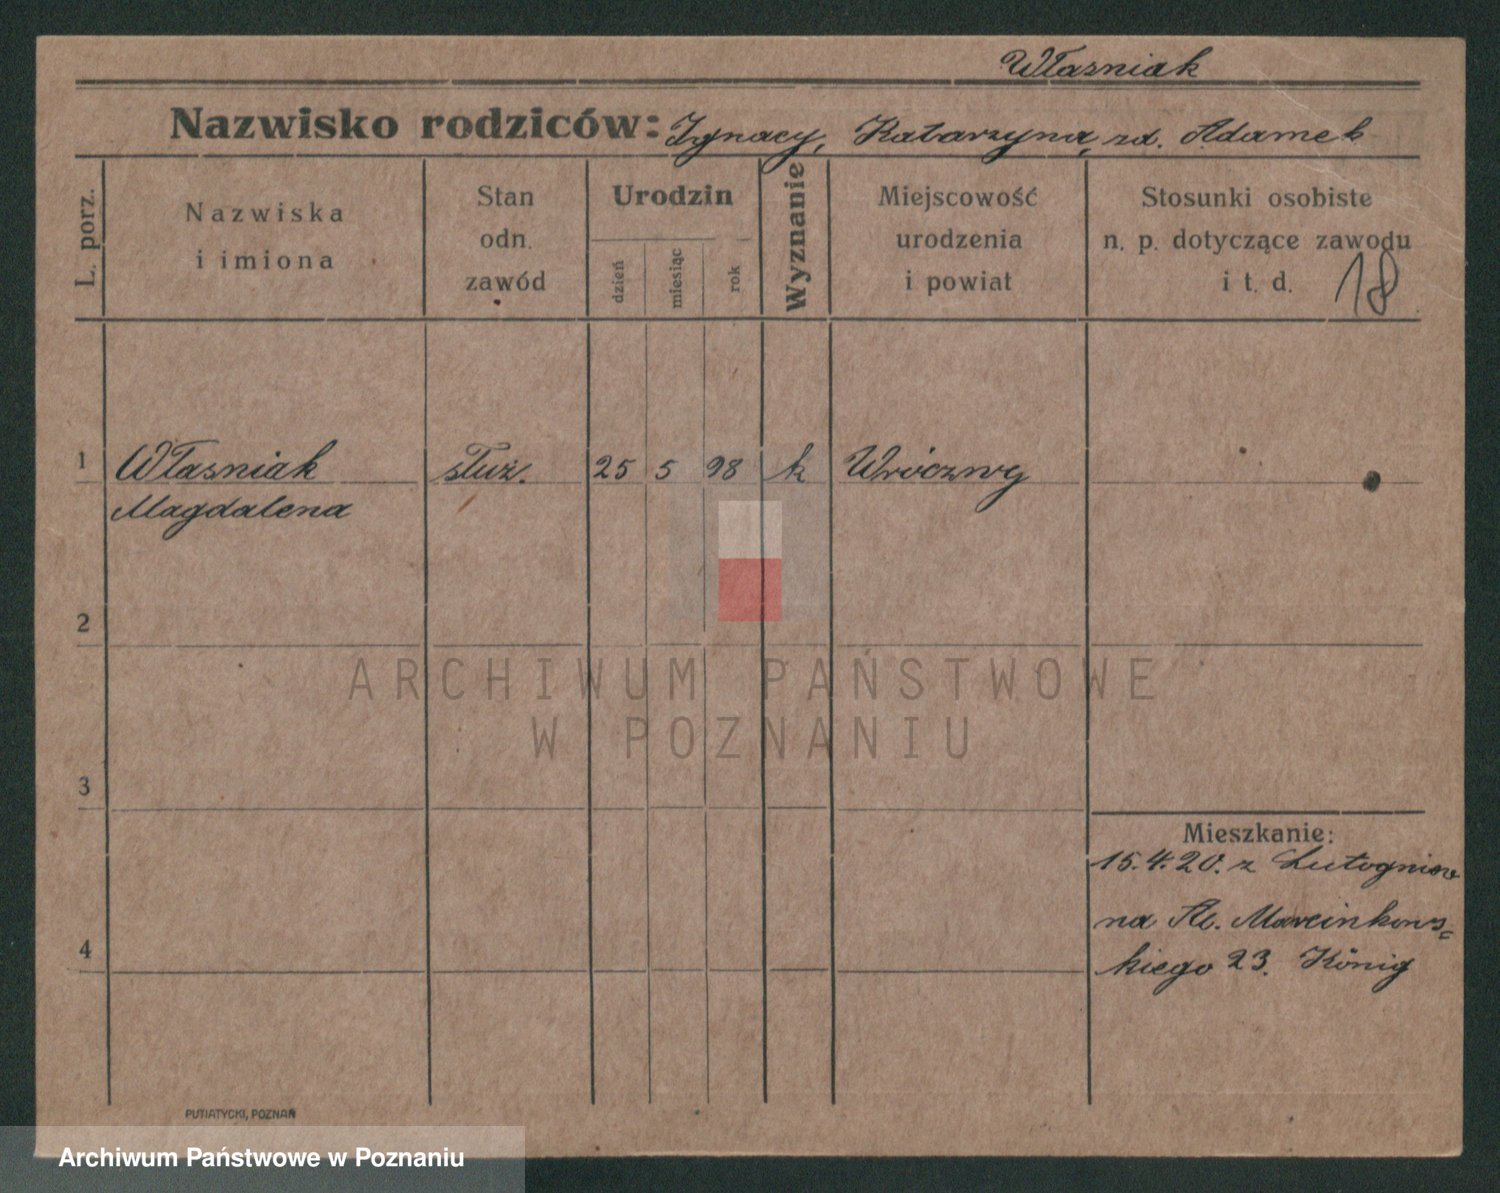 Własniak
Nazwisko rodziców: Ignacy, Katarzyna, zd. Adamek
L. porz.
Nazwiska
i imiona
Stan
odn.
zawód
Urodzin
dzień
miesiąc
rok
Wyznanie
Miejscowość
urodzenia
i powiat
Stosunki osobiste
n. p. dotyczące zawodu
i t. d.
18
1 Własniak służ. 25 5 98 k
Magdalena
2
3
4
ARCHIWUM PAŃSTWOWE
W POZNANIU
Mieszkanie:
15.4.20. z
na Al. Marcinkows=
kiego 23. König
PUTIATYCKI, POZNAŃ
Archiwum Państwowe w Poznaniu